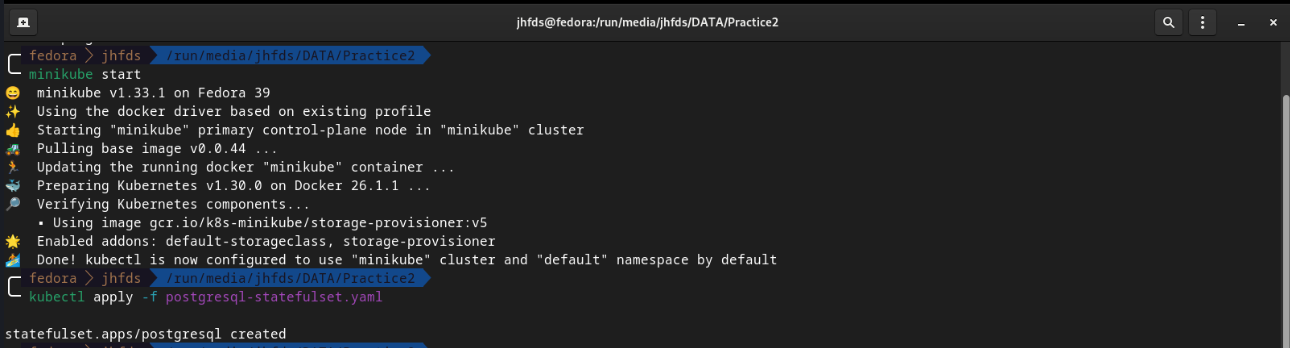 jhfds@fedora:/run/media/jhfds/DATA/Practice2
fedora jhfds /run/media/jhfds/DATA/Practice2
minikube start
minikube v1.33.1 on Fedora 39
Using the docker driver based on existing profile
Starting "minikube" primary control-plane node in "minikube" cluster
Pulling base image v0.0.44 ...
Updating the running docker "minikube" container ...
Preparing Kubernetes v1.30.0 on Docker 26.1.1 ...
Verifying Kubernetes components...
▪ Using image gcr.io/k8s-minikube/storage-provisioner:v5
Enabled addons: default-storageclass, storage-provisioner
Done! kubectl is now configured to use "minikube" cluster and "default" namespace by default
fedora jhfds /run/media/jhfds/DATA/Practice2
kubectl apply -f postgresql-statefulset.yaml
statefulset.apps/postgresql created